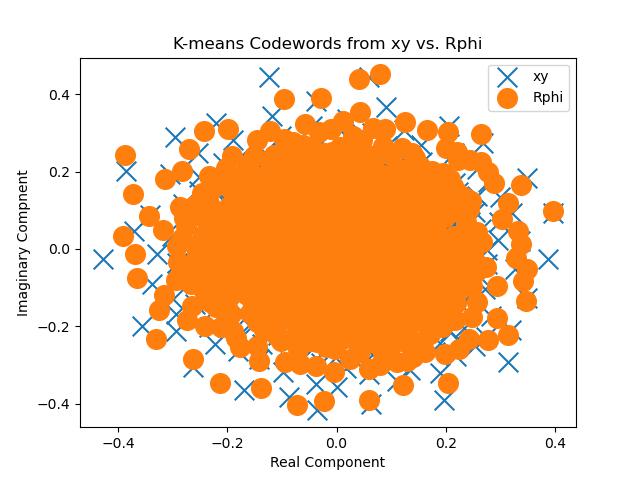 K-means Codewords from xy vs. Rphi
xy
Rphi
0.4
0.2
0.0
−0.2
−0.4
Imaginary Compnent
−0.4
−0.2
0.0
0.2
0.4
Real Component